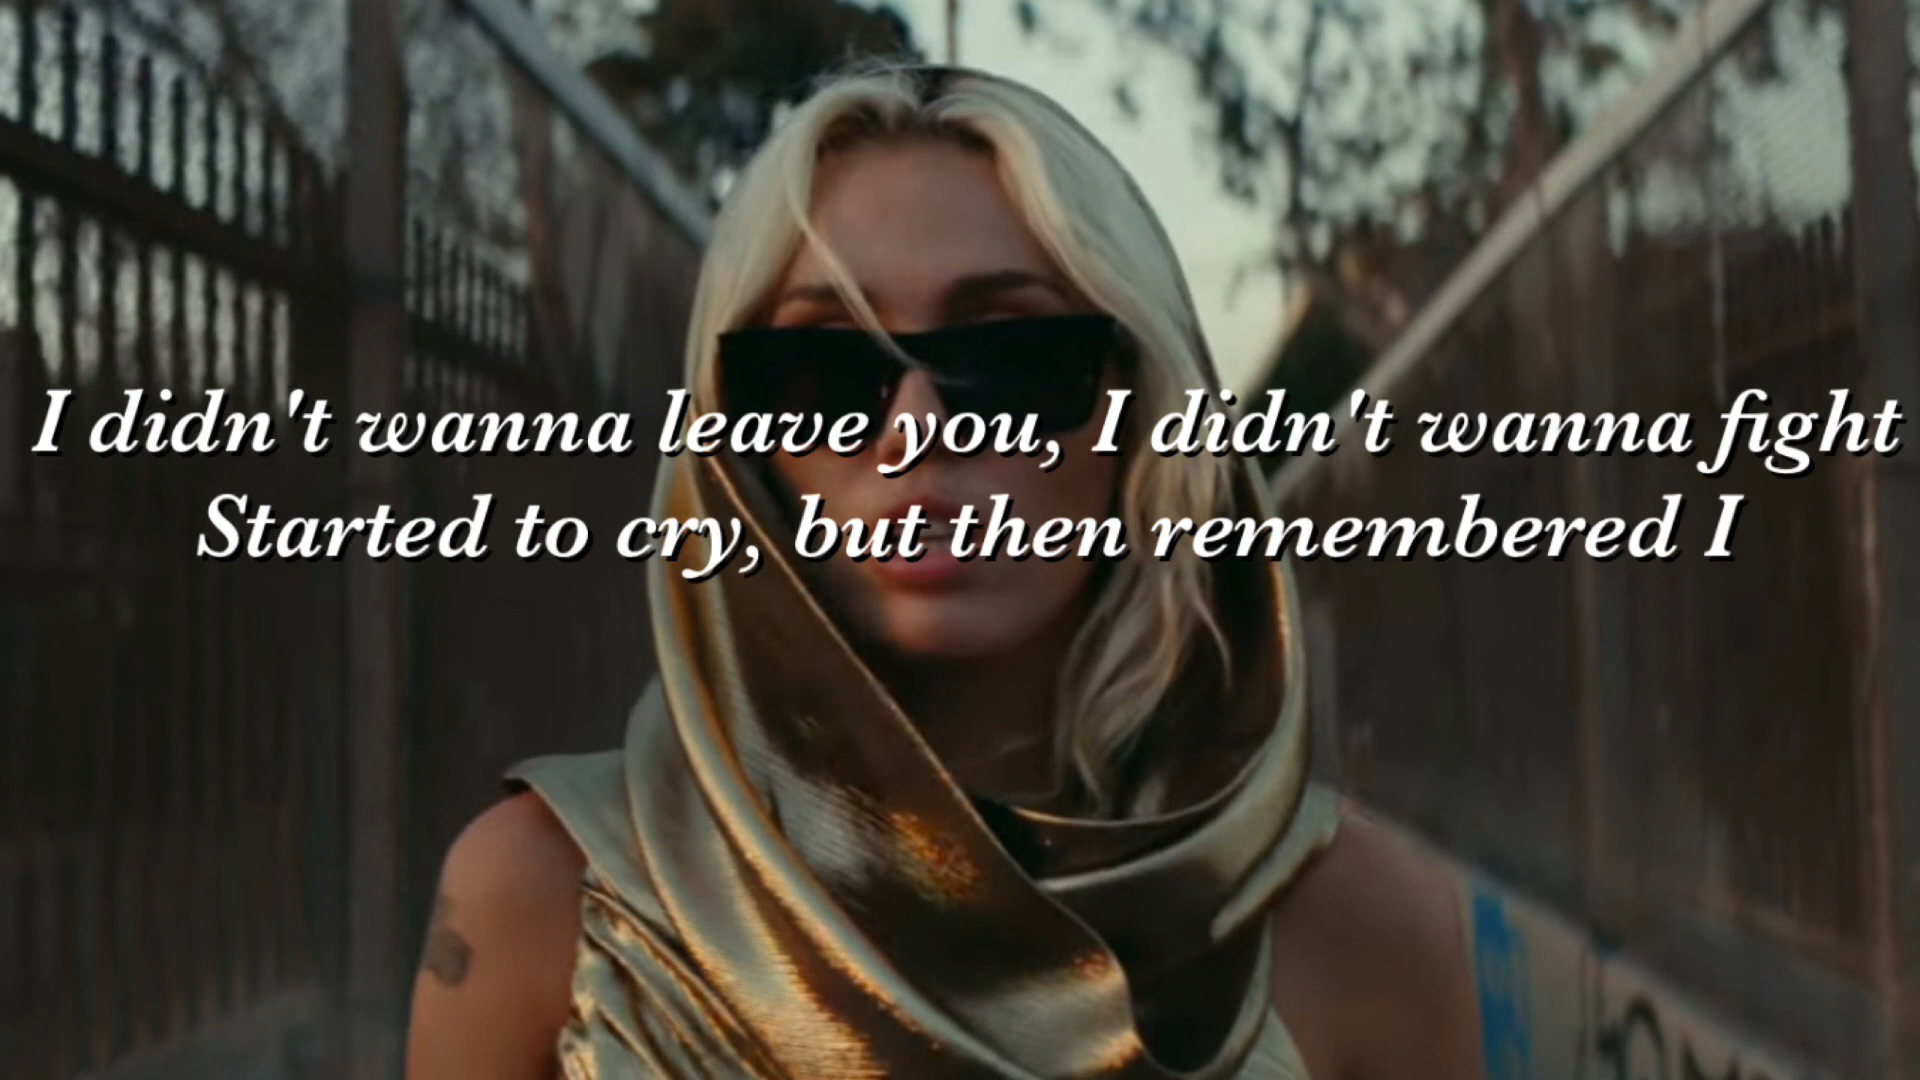 I didn't wanna leave you, I didn't wanna fight
Started to cry, but then remembered I